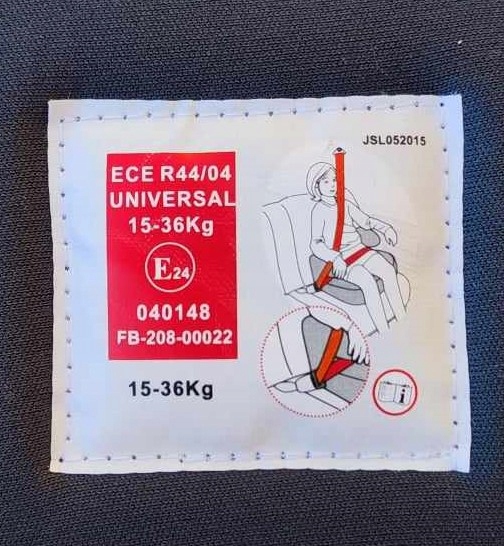 JSL052015
ECE R44/04
UNIVERSAL
15-36Kg
E24
040148
FB-208-00022
15-36Kg
i